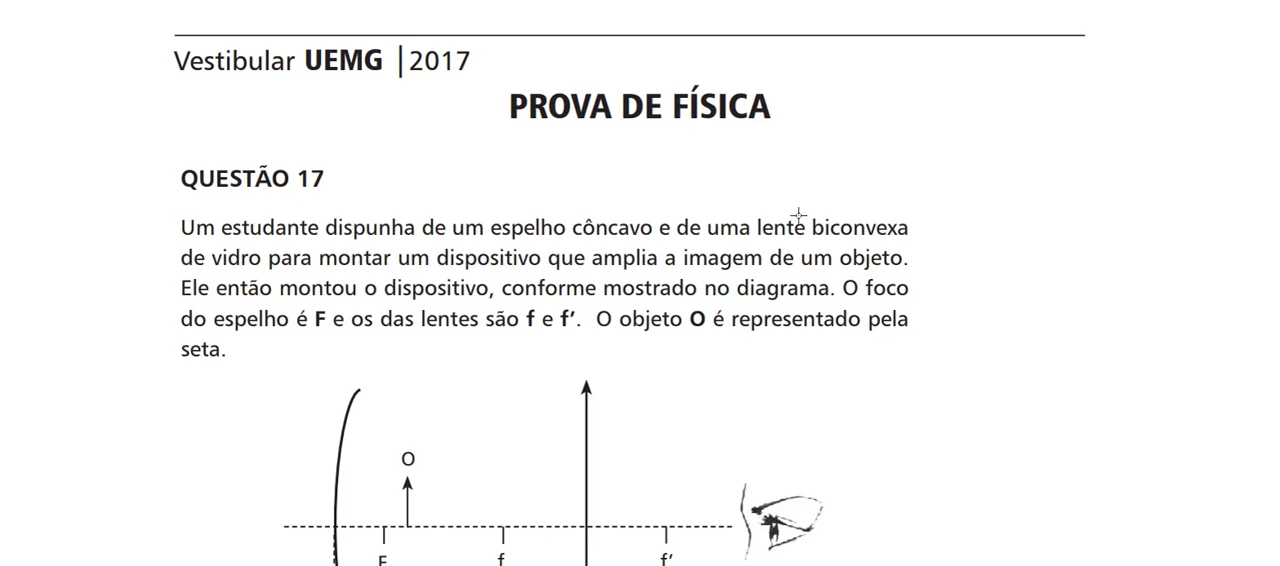 Vestibular UEMG | 2017
PROVA DE FÍSICA
QUESTÃO 17
Um estudante dispunha de um espelho côncavo e de uma lente biconvexa
de vidro para montar um dispositivo que amplia a imagem de um objeto.
Ele então montou o dispositivo, conforme mostrado no diagrama. O foco
do espelho é F e os das lentes são f e f’. O objeto O é representado pela
seta.
O
F f f’